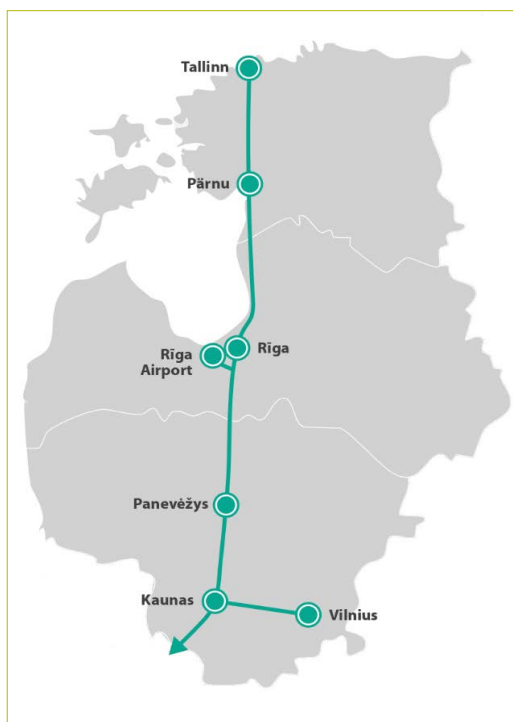 Tallinn
Pärnu
Rīga
Rīga
Airport
Panevėžys
Kaunas
Vilnius